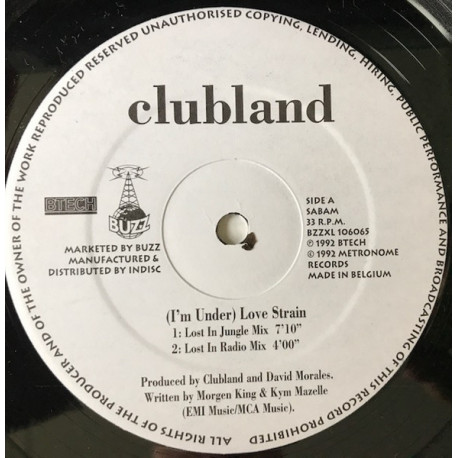 ALL RIGHTS OF THE PRODUCER AND OF THE OWNER OF THE WORK REPRODUCED RESERVED UNAUTHORISED COPYING, LENDING, HIRING, PUBLIC PERFORMANCE AND BROADCASTING OF THIS RECORD PROHIBITED
clubland
BTECH
BUZZ
MARKETED BY BUZZ
MANUFACTURED &
DISTRIBUTED BY INDISC
SIDE A
SABAM
33 R.P.M.
BZZXL 106065
℗ 1992 BTECH
© 1992 METRONOME
RECORDS
MADE IN BELGIUM
(I'm Under) Love Strain
1: Lost In Jungle Mix 7'10"
2: Lost In Radio Mix 4'00"
Produced by Clubland and David Morales.
Written by Morgen King & Kym Mazelle
(EMI Music/MCA Music).